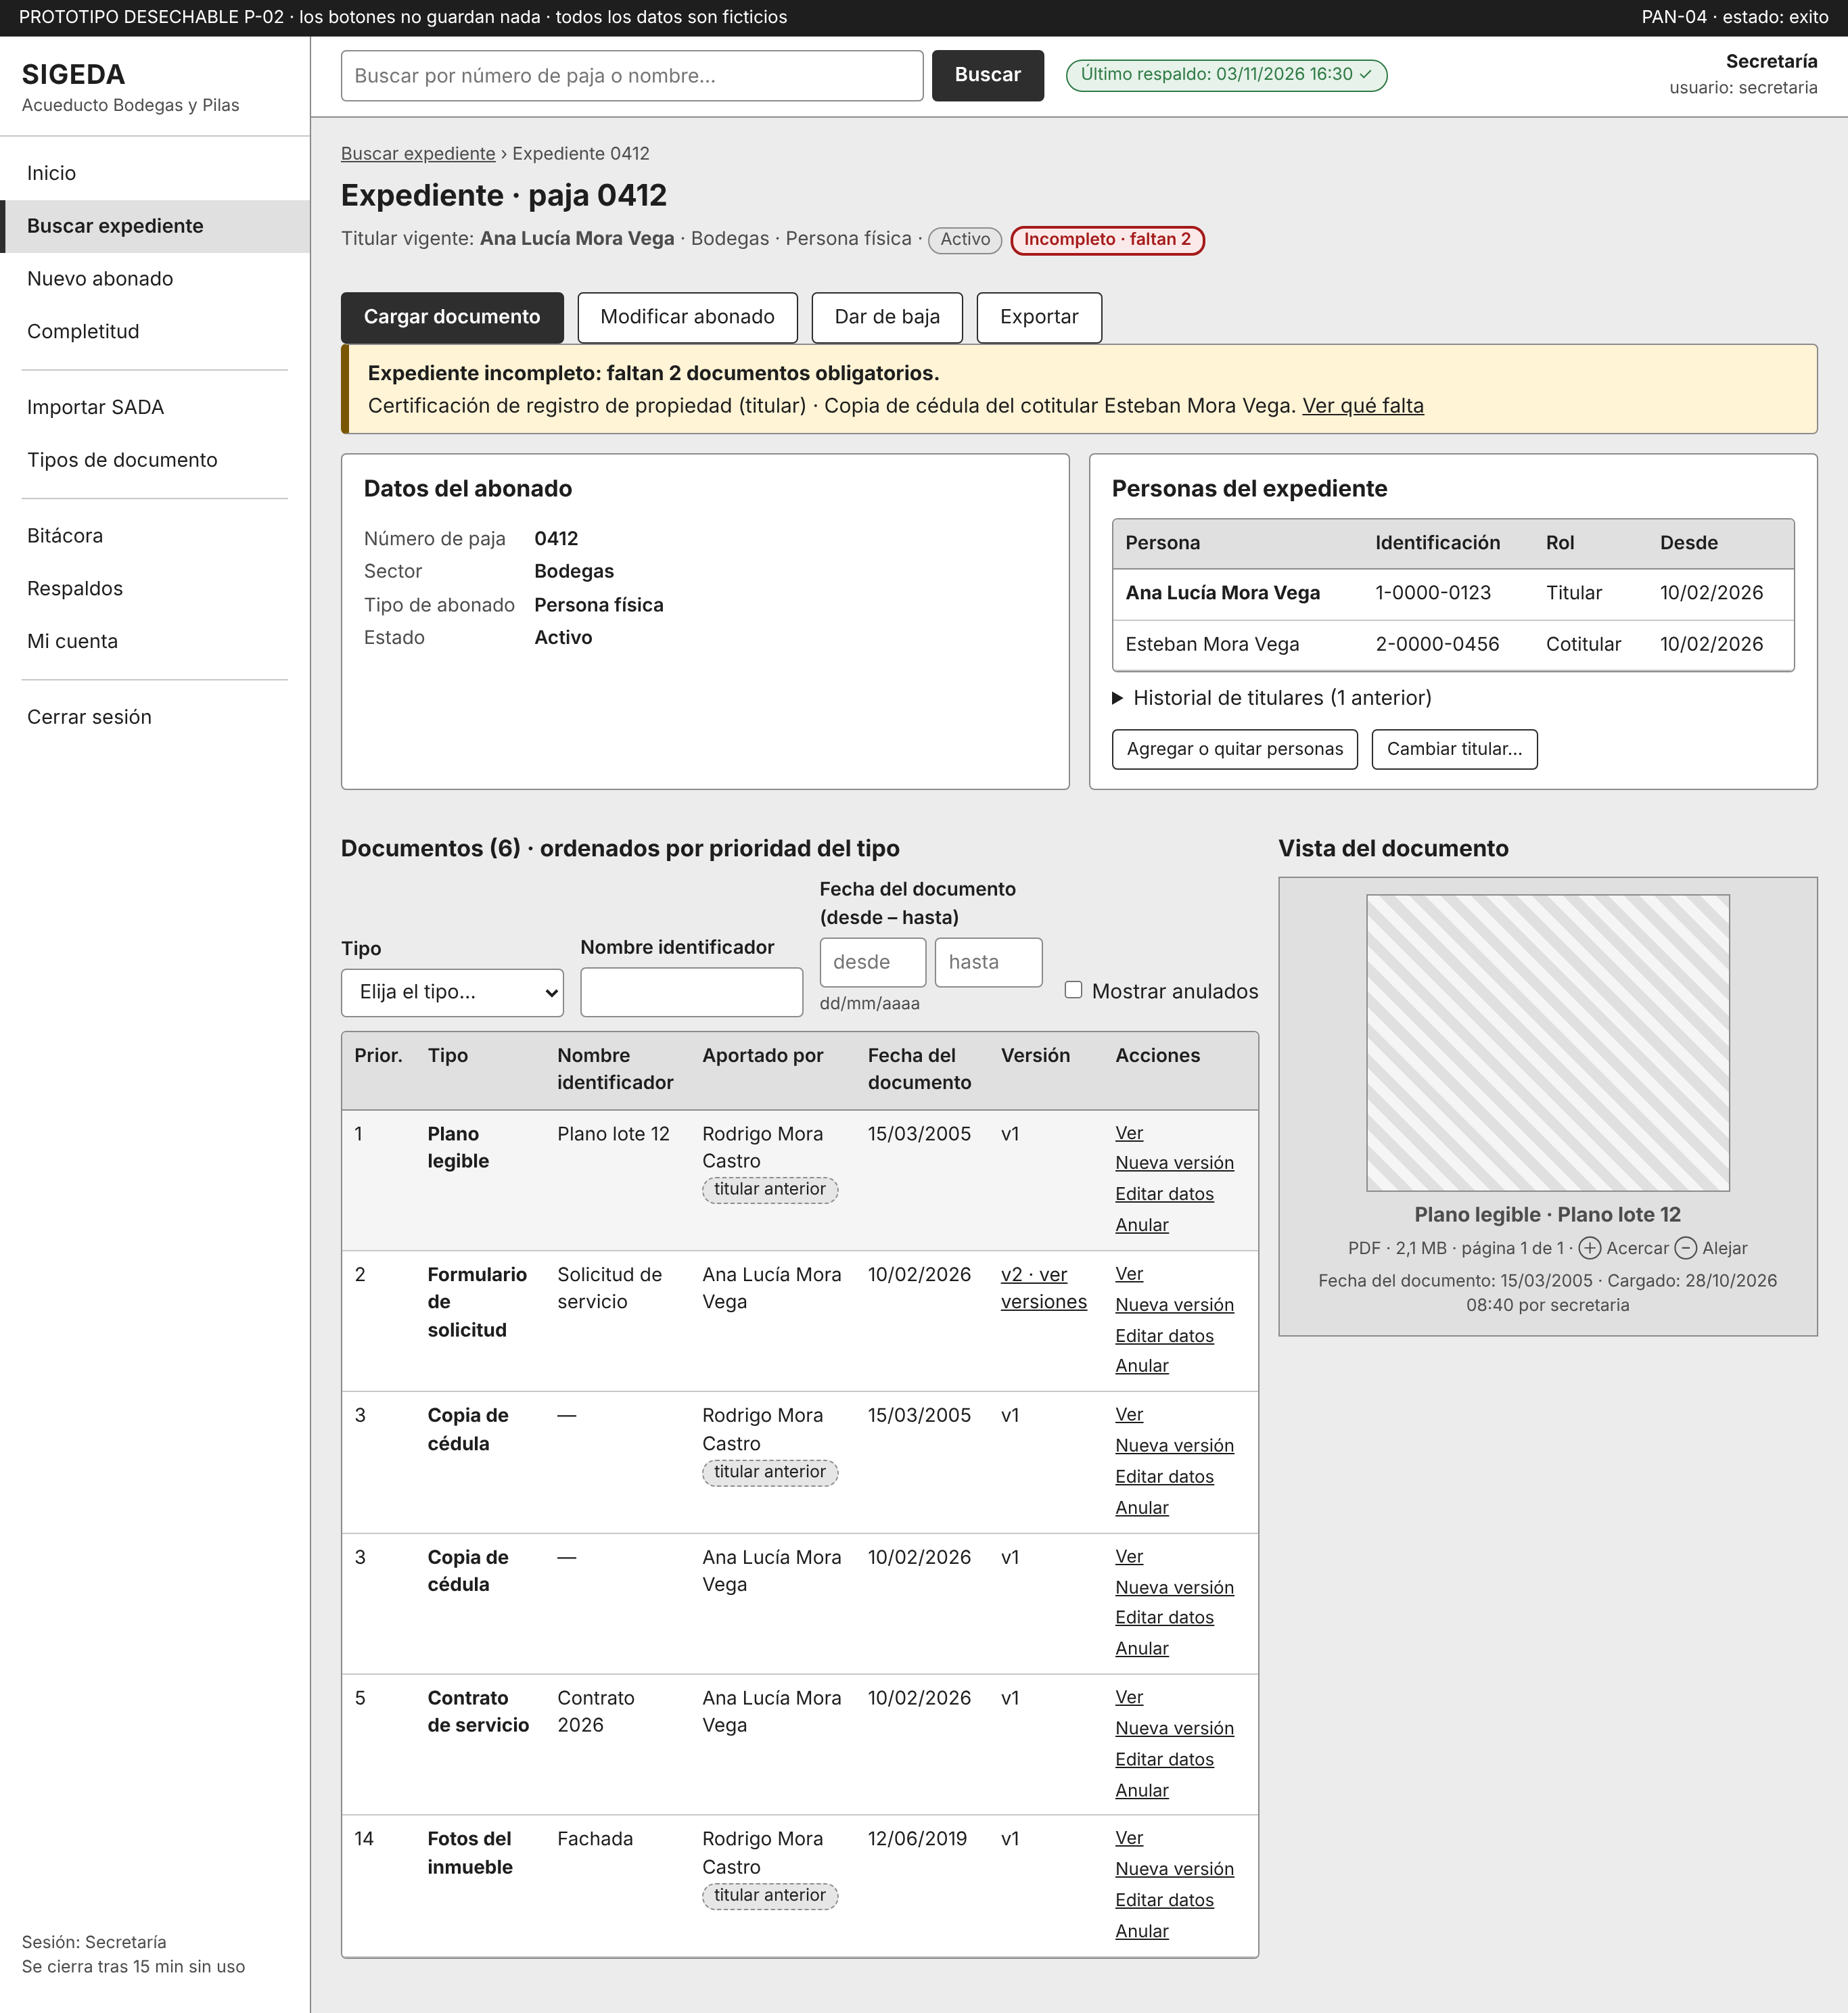 PROTOTIPO DESECHABLE P-02 · los botones no guardan nada · todos los datos son ficticios
PAN-04 · estado: exito
SIGEDA
Acueducto Bodegas y Pilas
Inicio
Buscar expediente
Nuevo abonado
Completitud
Importar SADA
Tipos de documento
Bitácora
Respaldos
Mi cuenta
Cerrar sesión
Sesión: Secretaría
Se cierra tras 15 min sin uso
Buscar por número de paja o nombre...
Buscar
Último respaldo: 03/11/2026 16:30 ✓
Secretaría
usuario: secretaria
Buscar expediente › Expediente 0412
Expediente · paja 0412
Titular vigente: Ana Lucía Mora Vega · Bodegas · Persona física · Activo Incompleto · faltan 2
Cargar documento
Modificar abonado
Dar de baja
Exportar
Expediente incompleto: faltan 2 documentos obligatorios.
Certificación de registro de propiedad (titular) · Copia de cédula del cotitular Esteban Mora Vega. Ver qué falta
Datos del abonado
Número de paja 0412
Sector Bodegas
Tipo de abonado Persona física
Estado Activo
Personas del expediente
Persona Identificación Rol Desde
Ana Lucía Mora Vega 1-0000-0123 Titular 10/02/2026
Esteban Mora Vega 2-0000-0456 Cotitular 10/02/2026
▶ Historial de titulares (1 anterior)
Agregar o quitar personas
Cambiar titular...
Documentos (6) · ordenados por prioridad del tipo
Tipo
Elija el tipo...
Nombre identificador
Fecha del documento
(desde – hasta)
desde
hasta
dd/mm/aaaa
Mostrar anulados
Prior. Tipo Nombre Aportado por Fecha del Versión Acciones
identificador documento
1 Plano Plano lote 12 Rodrigo Mora 15/03/2005 v1 Ver
legible Castro Nueva versión
titular anterior Editar datos
Anular
2 Formulario Solicitud de Ana Lucía Mora 10/02/2026 v2 · ver Ver
de servicio Vega versiones Nueva versión
solicitud Editar datos
Anular
3 Copia de — Rodrigo Mora 15/03/2005 v1 Ver
cédula Castro Nueva versión
titular anterior Editar datos
Anular
3 Copia de — Ana Lucía Mora 10/02/2026 v1 Ver
cédula Vega Nueva versión
Editar datos
Anular
5 Contrato Contrato Ana Lucía Mora 10/02/2026 v1 Ver
de servicio 2026 Vega Nueva versión
Editar datos
Anular
14 Fotos del Fachada Rodrigo Mora 12/06/2019 v1 Ver
inmueble Castro Nueva versión
titular anterior Editar datos
Anular
Vista del documento
Plano legible · Plano lote 12
PDF · 2,1 MB · página 1 de 1 · + Acercar − Alejar
Fecha del documento: 15/03/2005 · Cargado: 28/10/2026
08:40 por secretaria